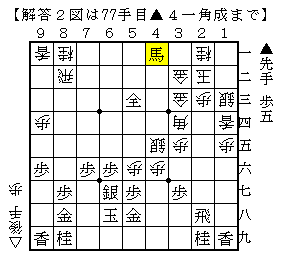 【解答２図は77手目▲４一角成まで】
９ ８ ７ ６ ５ ４ ３ ２ １
香 桂 馬 桂 一
飛 金 玉 二
全 金 歩 銀 三
歩 角 香 四
銀 歩 歩 五
歩 歩 歩 歩 歩 六
歩 銀 歩 歩 七
金 玉 金 飛 八
香 桂 桂 香 九
▲先手 歩五
△後手 歩